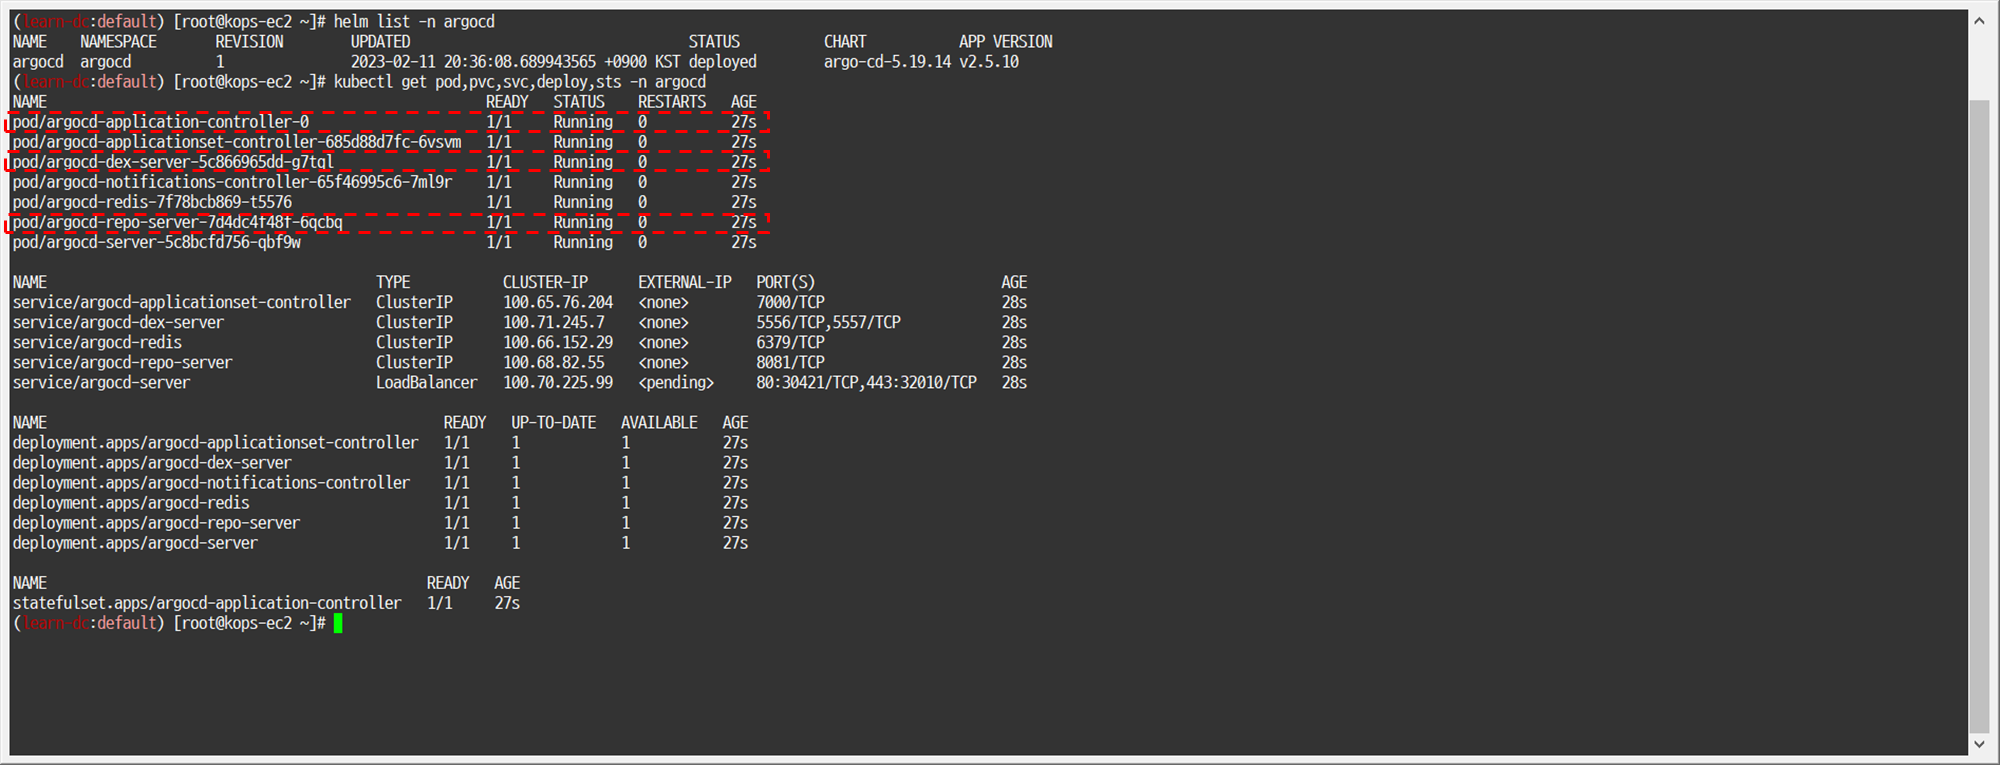 (learn-dc:default) [root@kops-ec2 ~]# helm list -n argocd
NAME NAMESPACE REVISION UPDATED STATUS CHART APP VERSION
argocd argocd 1 2023-02-11 20:36:08.689943565 +0900 KST deployed argo-cd-5.19.14 v2.5.10
(learn-dc:default) [root@kops-ec2 ~]# kubectl get pod,pvc,svc,deploy,sts -n argocd
NAME READY STATUS RESTARTS AGE
pod/argocd-application-controller-0 1/1 Running 0 27s
pod/argocd-applicationset-controller-685d88d7fc-6vsvm 1/1 Running 0 27s
pod/argocd-dex-server-5c866965dd-g7tql 1/1 Running 0 27s
pod/argocd-notifications-controller-65f46995c6-7ml9r 1/1 Running 0 27s
pod/argocd-redis-7f78bcb869-t5576 1/1 Running 0 27s
pod/argocd-repo-server-7d4dc4f48f-6qcbq 1/1 Running 0 27s
pod/argocd-server-5c8bcfd756-qbf9w 1/1 Running 0 27s
NAME TYPE CLUSTER-IP EXTERNAL-IP PORT(S) AGE
service/argocd-applicationset-controller ClusterIP 100.65.76.204 <none> 7000/TCP 28s
service/argocd-dex-server ClusterIP 100.71.245.7 <none> 5556/TCP,5557/TCP 28s
service/argocd-redis ClusterIP 100.66.152.29 <none> 6379/TCP 28s
service/argocd-repo-server ClusterIP 100.68.82.55 <none> 8081/TCP 28s
service/argocd-server LoadBalancer 100.70.225.99 <pending> 80:30421/TCP,443:32010/TCP 28s
NAME READY UP-TO-DATE AVAILABLE AGE
deployment.apps/argocd-applicationset-controller 1/1 1 1 27s
deployment.apps/argocd-dex-server 1/1 1 1 27s
deployment.apps/argocd-notifications-controller 1/1 1 1 27s
deployment.apps/argocd-redis 1/1 1 1 27s
deployment.apps/argocd-repo-server 1/1 1 1 27s
deployment.apps/argocd-server 1/1 1 1 27s
NAME READY AGE
statefulset.apps/argocd-application-controller 1/1 27s
(learn-dc:default) [root@kops-ec2 ~]#